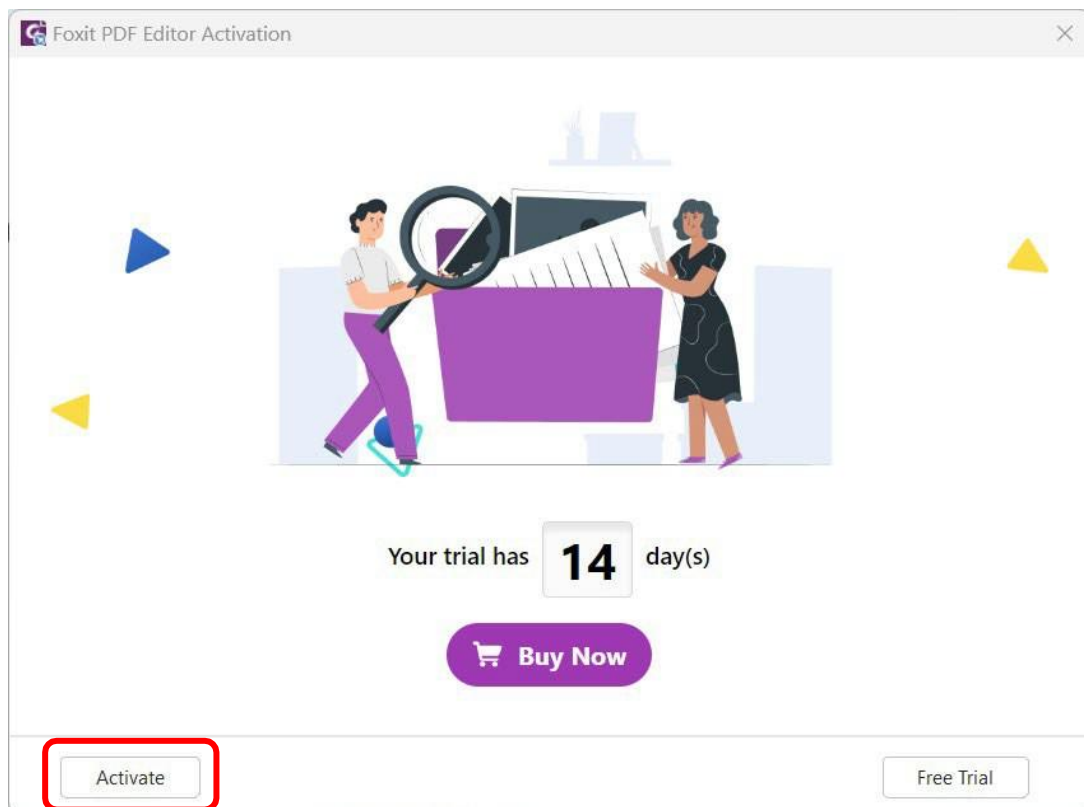 Foxit PDF Editor Activation
Your trial has 14 day(s)
Buy Now
Activate
Free Trial